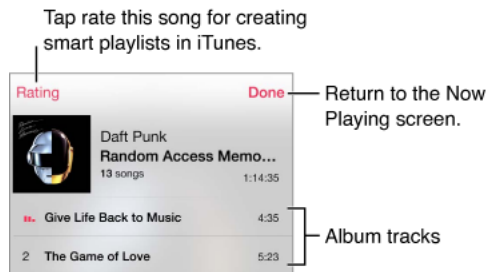 Tap rate this song for creating
smart playlists in iTunes.
Rating
Done
Return to the Now
Playing screen.
Daft Punk
Random Access Memo...
13 songs
1:14:35
Give Life Back to Music
4:35
Album tracks
2 The Game of Love
5:23